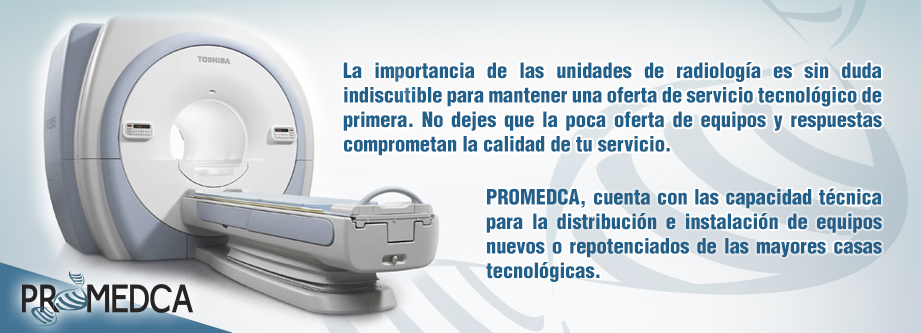 TOSHIBA
La importancia de las unidades de radiología es sin duda
indiscutible para mantener una oferta de servicio tecnológico de
primera. No dejes que la poca oferta de equipos y respuestas
comprometan la calidad de tu servicio.
PROMEDCA, cuenta con las capacidad técnica
para la distribución e instalación de equipos
nuevos o repotenciados de las mayores casas
tecnológicas.
PROMEDCA